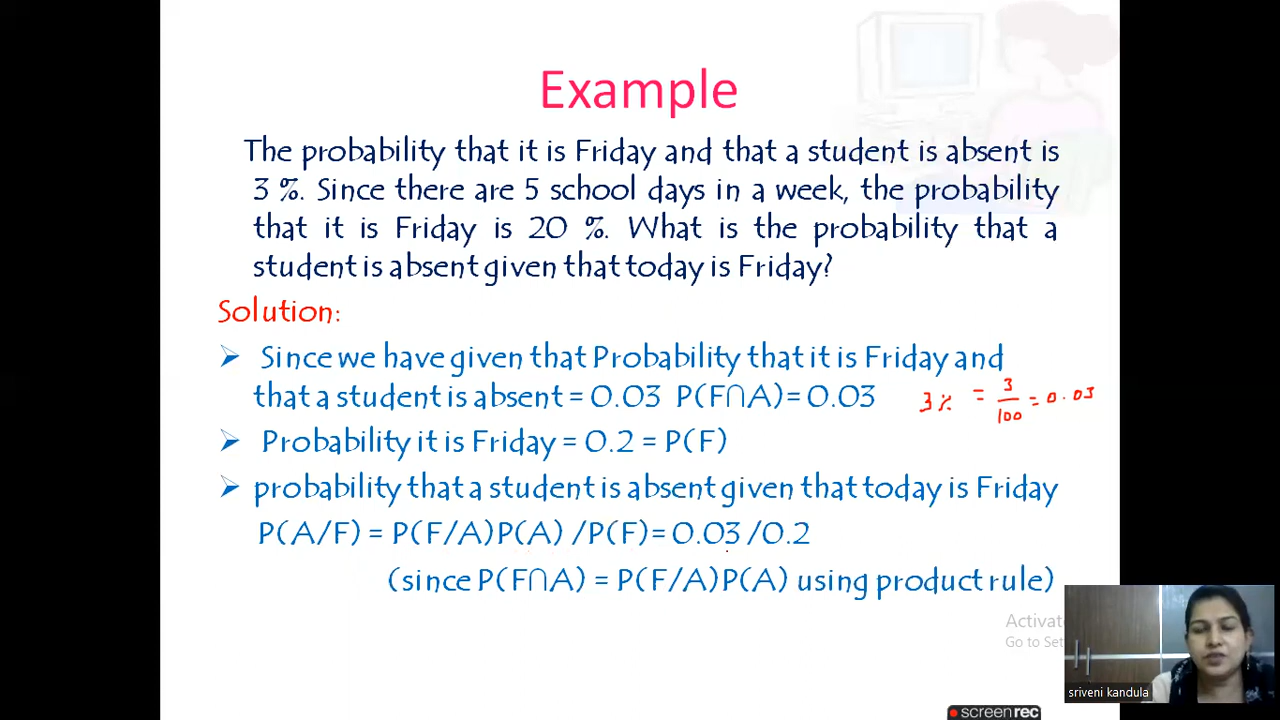 Example
The probability that it is Friday and that a student is absent is
3 %. Since there are 5 school days in a week, the probability
that it is Friday is 20 %. What is the probability that a
student is absent given that today is Friday?
Solution:
➢ Since we have given that Probability that it is Friday and
that a student is absent = 0.03 P(F∩A)= 0.03
3% = 3/100 = 0.03
➢ Probability it is Friday = 0.2 = P(F)
➢ probability that a student is absent given that today is Friday
P(A/F) = P(F/A)P(A) /P(F)= 0.03 /0.2
(since P(F∩A) = P(F/A)P(A) using product rule)
Activat
Go to Set
sriveni kandula
screenrec